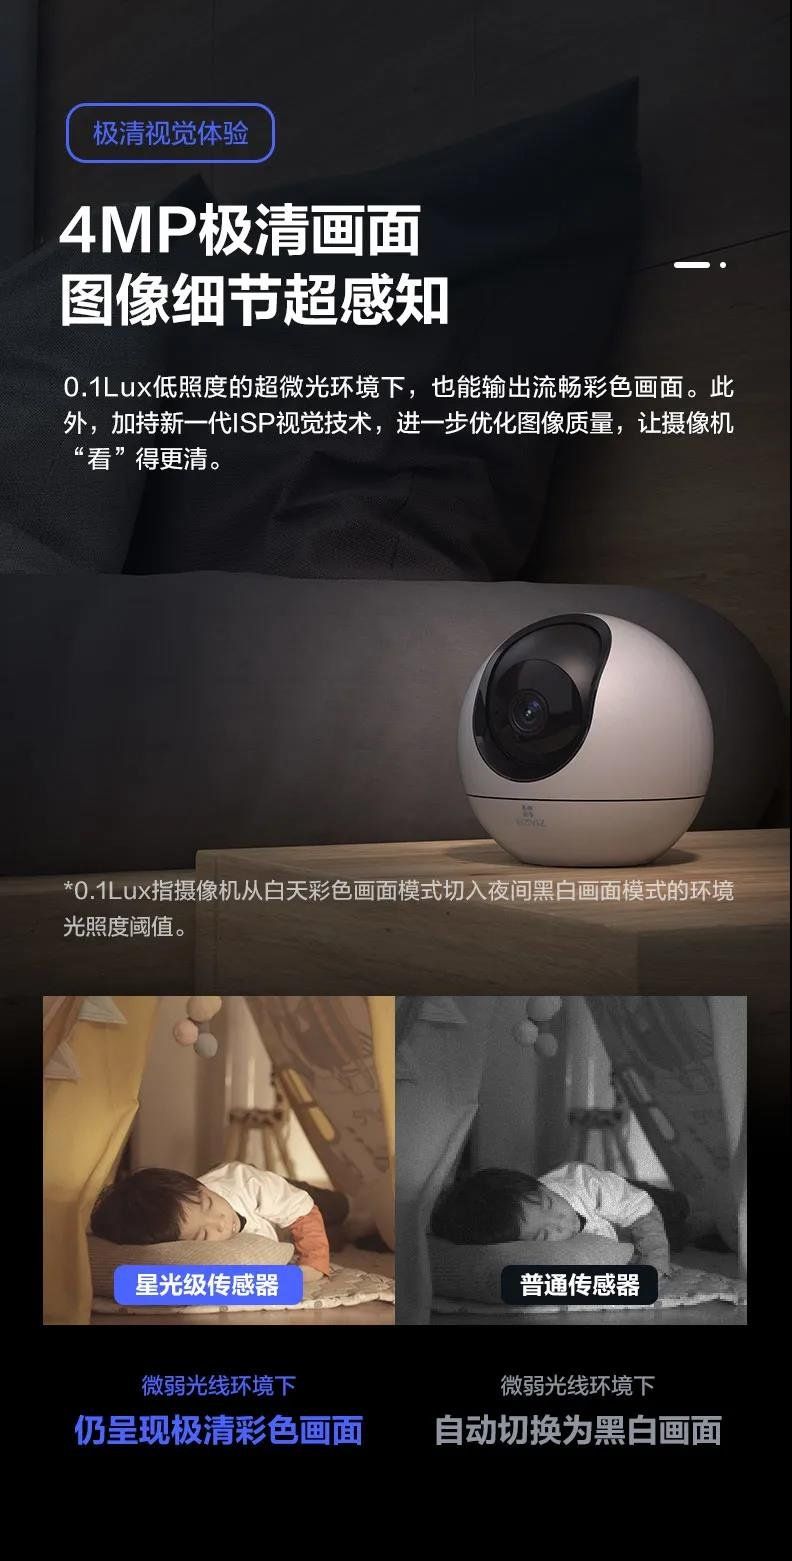 极清视觉体验
4MP极清画面
图像细节超感知
0.1Lux低照度的超微光环境下，也能输出流畅彩色画面。此
外，加持新一代ISP视觉技术，进一步优化图像质量，让摄像机
“看”得更清。
EZVIZ
*0.1Lux指摄像机从白天彩色画面模式切入夜间黑白画面模式的环境
光照度阈值。
星光级传感器
普通传感器
微弱光线环境下
微弱光线环境下
仍呈现极清彩色画面
自动切换为黑白画面